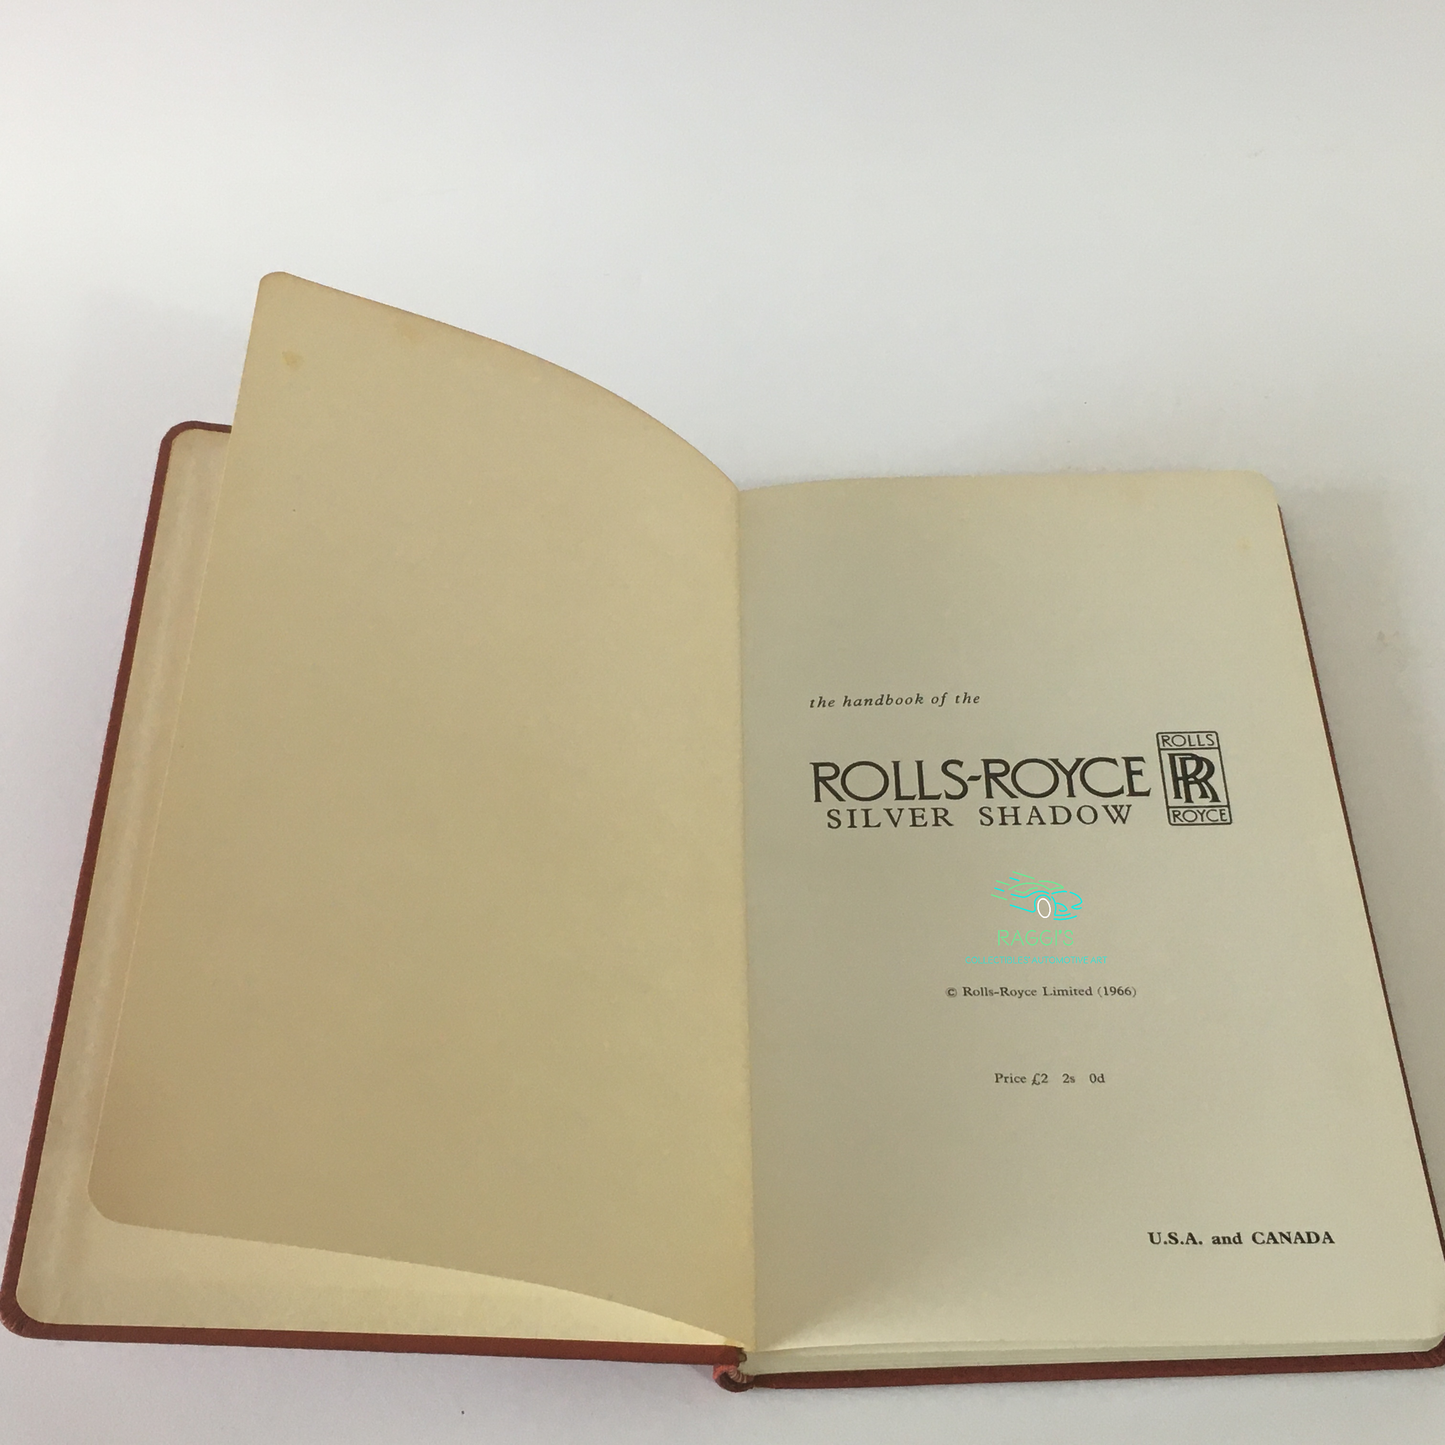 the handbook of the
ROLLS-ROYCE
SILVER SHADOW
ROLLS
RR
ROYCE
RAGGI'S
© Rolls-Royce Limited (1966)
Price £2 2s 0d
U.S.A. and CANADA